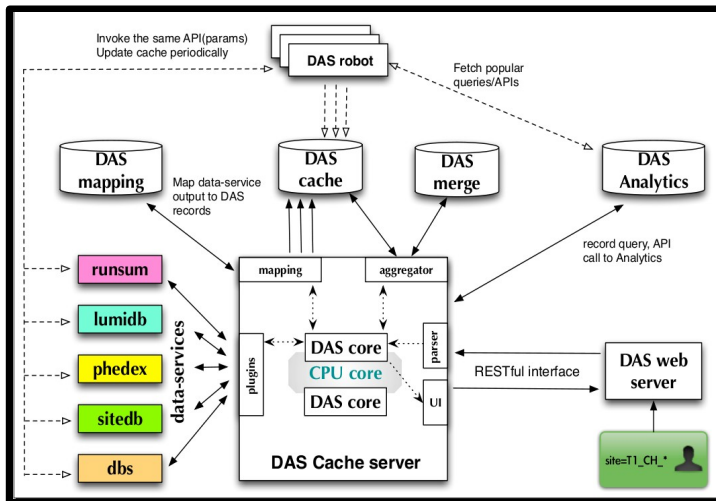 Invoke the same API(params)
Update cache periodically
DAS robot
Fetch popular
queries/APIs
DAS
mapping
DAS
cache
DAS
merge
DAS
Analytics
Map data-service
output to DAS
records
record query, API
call to Analytics
mapping
aggregator
runsum
lumidb
phedex
sitedb
dbs
data-services
plugins
DAS core
CPU core
DAS core
parser
UI
RESTful interface
DAS web
server
DAS Cache server
site=T1_CH_*